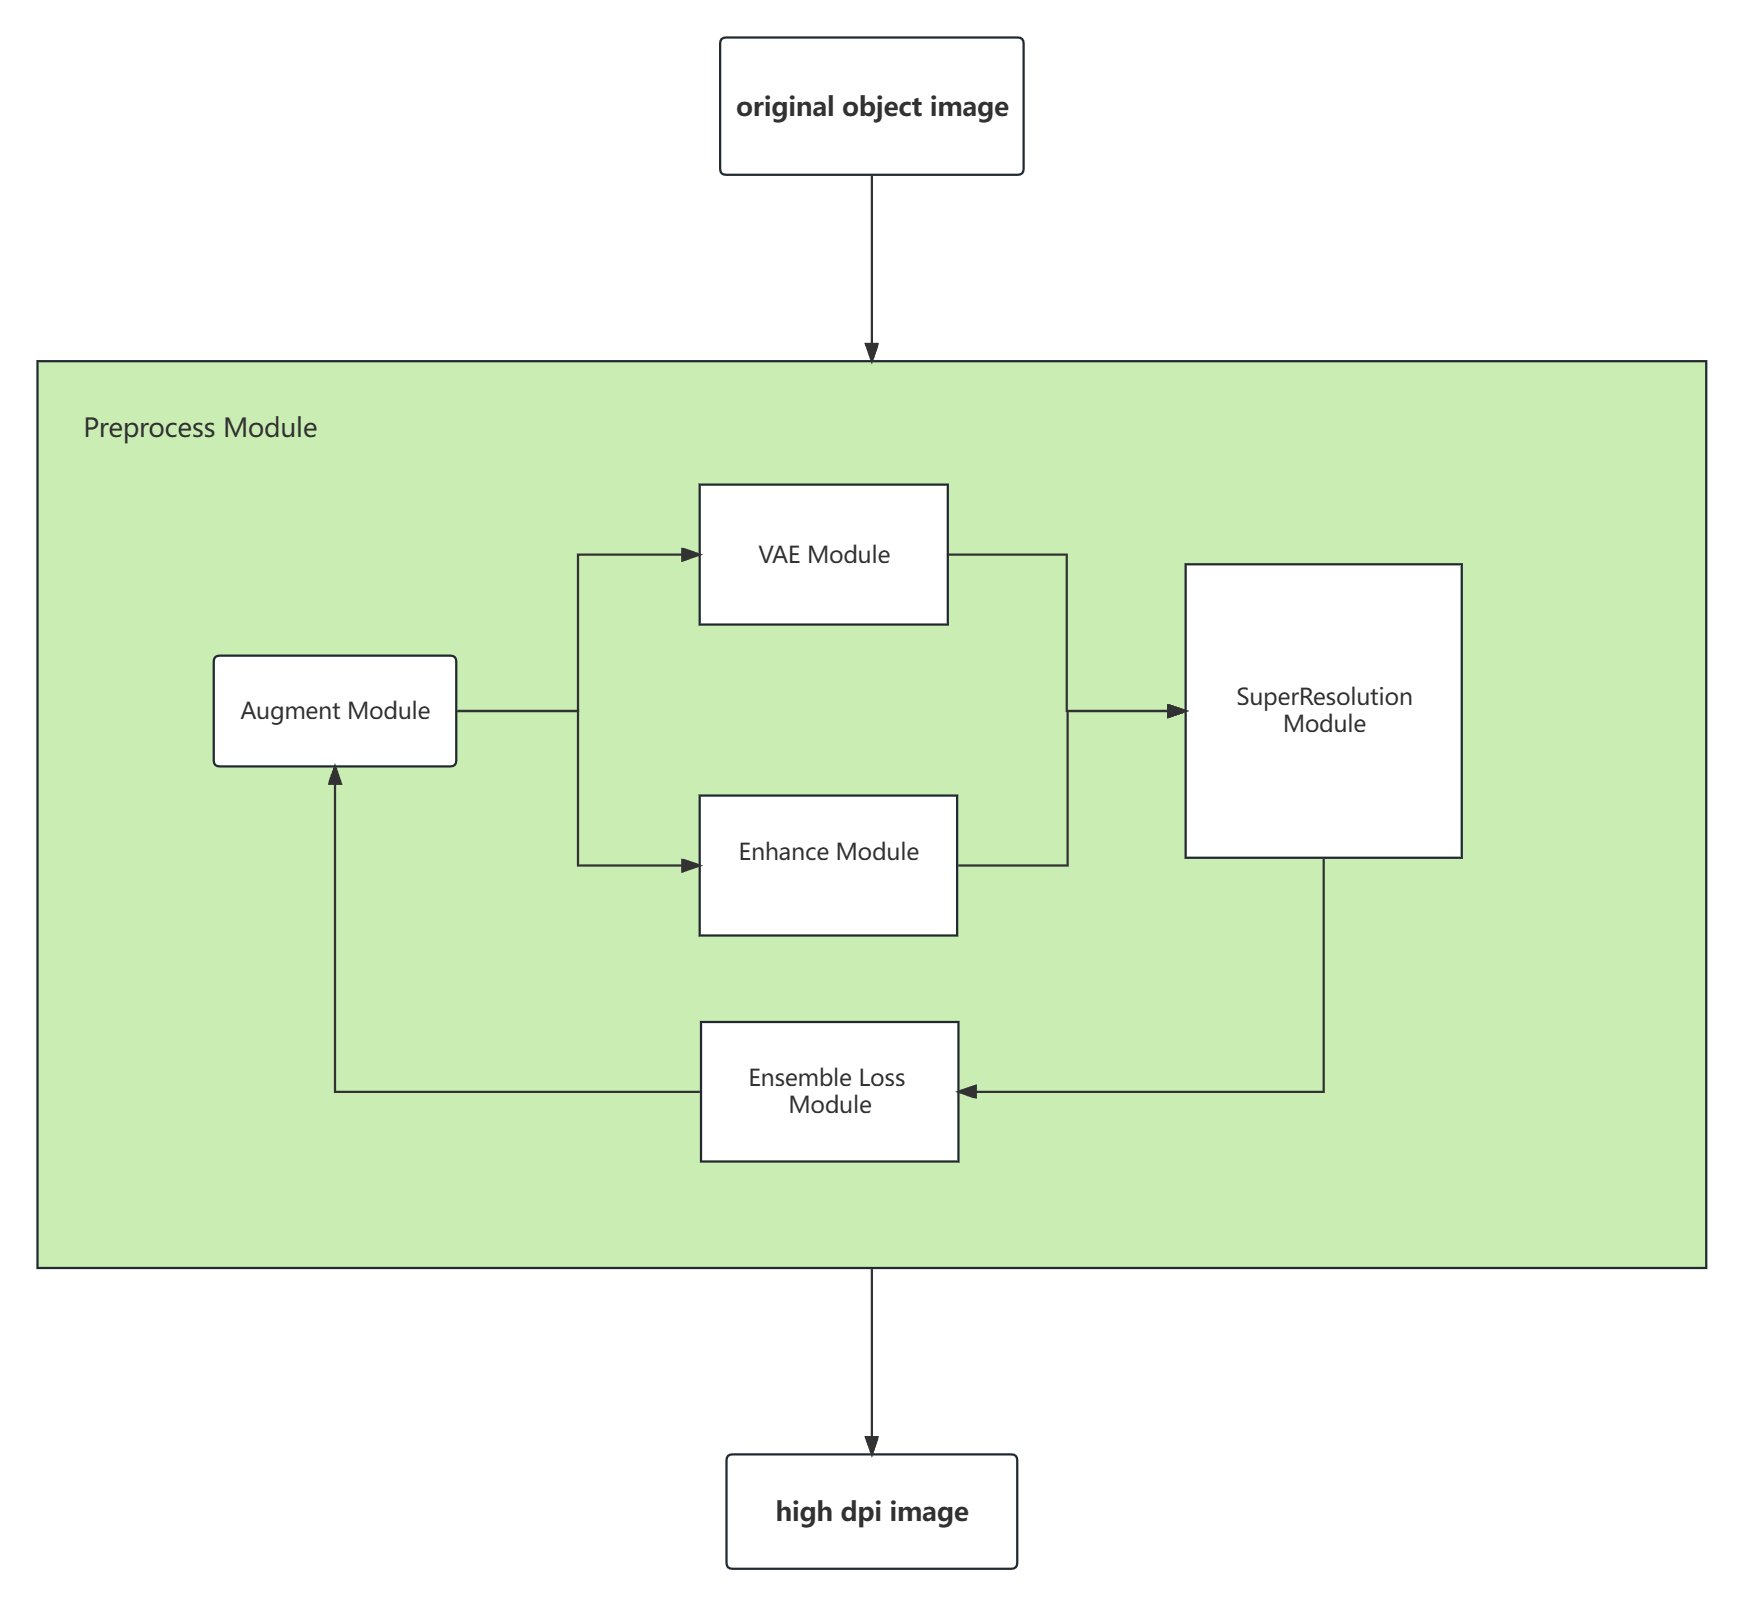 original object image
Preprocess Module
VAE Module
Augment Module
SuperResolution
Module
Enhance Module
Ensemble Loss
Module
high dpi image